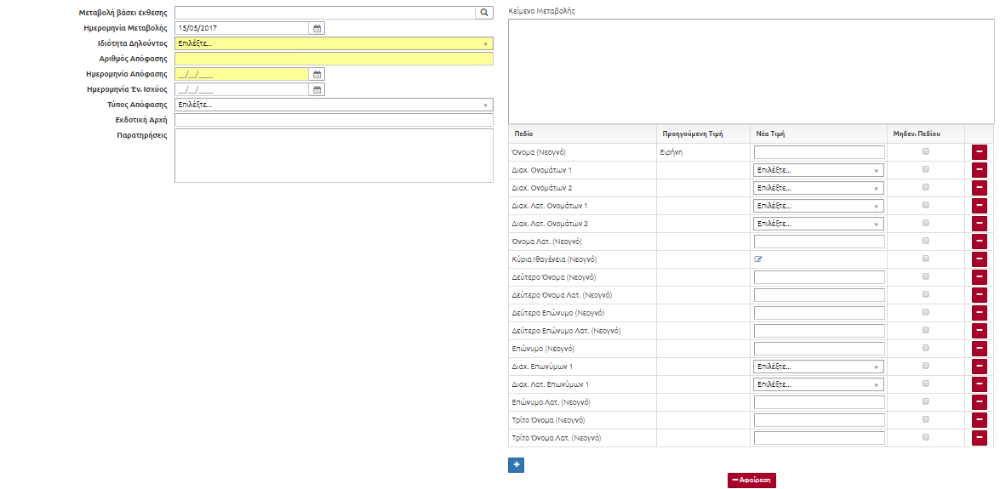 Μεταβολή βάσει έκθεσης
Ημερομηνία Μεταβολής 15/05/2017
Ιδιότητα Δηλούντος Επιλέξτε...
Αριθμός Απόφασης
Ημερομηνία Απόφασης __/__/____
Ημερομηνία Έν. Ισχύος __/__/____
Τύπος Απόφασης Επιλέξτε...
Εκδοτική Αρχή
Παρατηρήσεις
Κείμενο Μεταβολής
Πεδίο Προηγούμενη Τιμή Νέα Τιμή Μηδεν. Πεδίου
Όνομα (Νεογνό) Ειρήνη
Διαχ. Ονομάτων 1 Επιλέξτε...
Διαχ. Ονομάτων 2 Επιλέξτε...
Διαχ. Λατ. Ονομάτων 1 Επιλέξτε...
Διαχ. Λατ. Ονομάτων 2 Επιλέξτε...
Όνομα Λατ. (Νεογνό)
Κύρια Ιθαγένεια (Νεογνό)
Δεύτερο Όνομα (Νεογνό)
Δεύτερο Όνομα Λατ. (Νεογνό)
Δεύτερο Επώνυμο (Νεογνό)
Δεύτερο Επώνυμο Λατ. (Νεογνό)
Επώνυμο (Νεογνό)
Διαχ. Επωνύμων 1 Επιλέξτε...
Διαχ. Λατ. Επωνύμων 1 Επιλέξτε...
Επώνυμο Λατ. (Νεογνό)
Τρίτο Όνομα (Νεογνό)
Τρίτο Όνομα Λατ. (Νεογνό)
Αφαίρεση